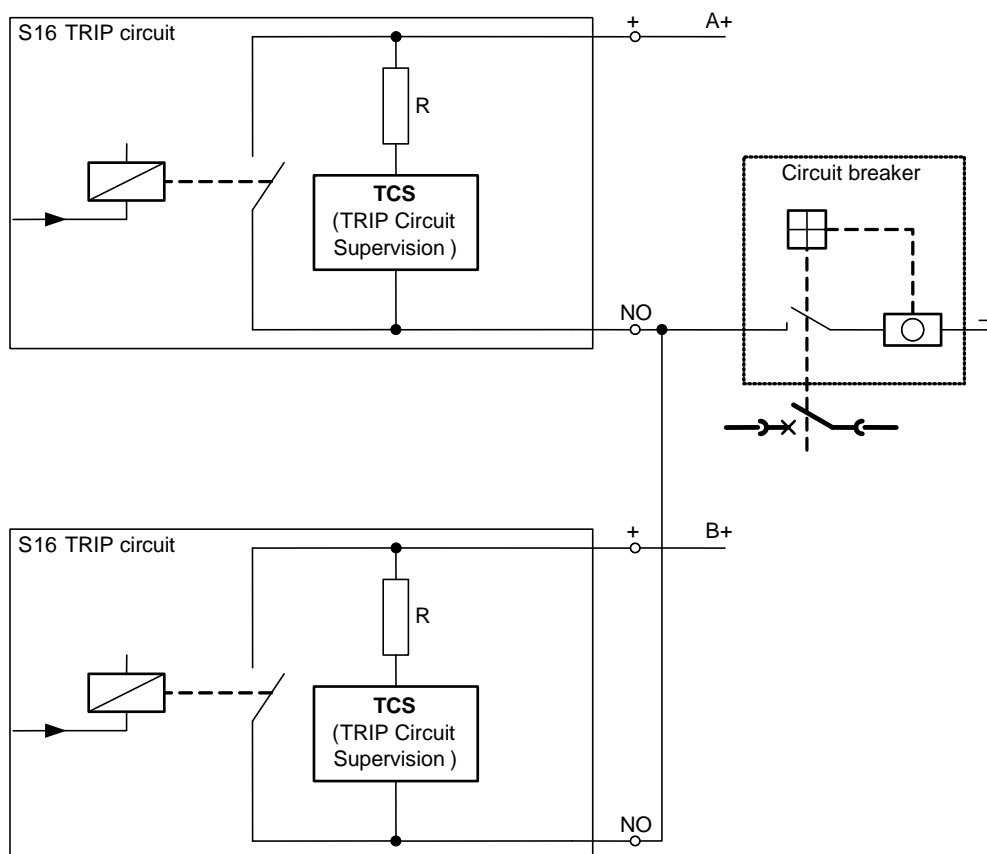 S16 TRIP circuit
+
A+
R
TCS
(TRIP Circuit
Supervision )
NO
Circuit breaker
–
S16 TRIP circuit
+
B+
R
TCS
(TRIP Circuit
Supervision )
NO